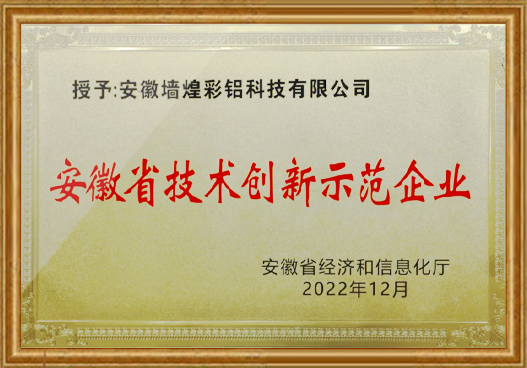 授予:安徽墙煌彩铝科技有限公司
安徽省技术创新示范企业
安徽省经济和信息化厅
2022年12月